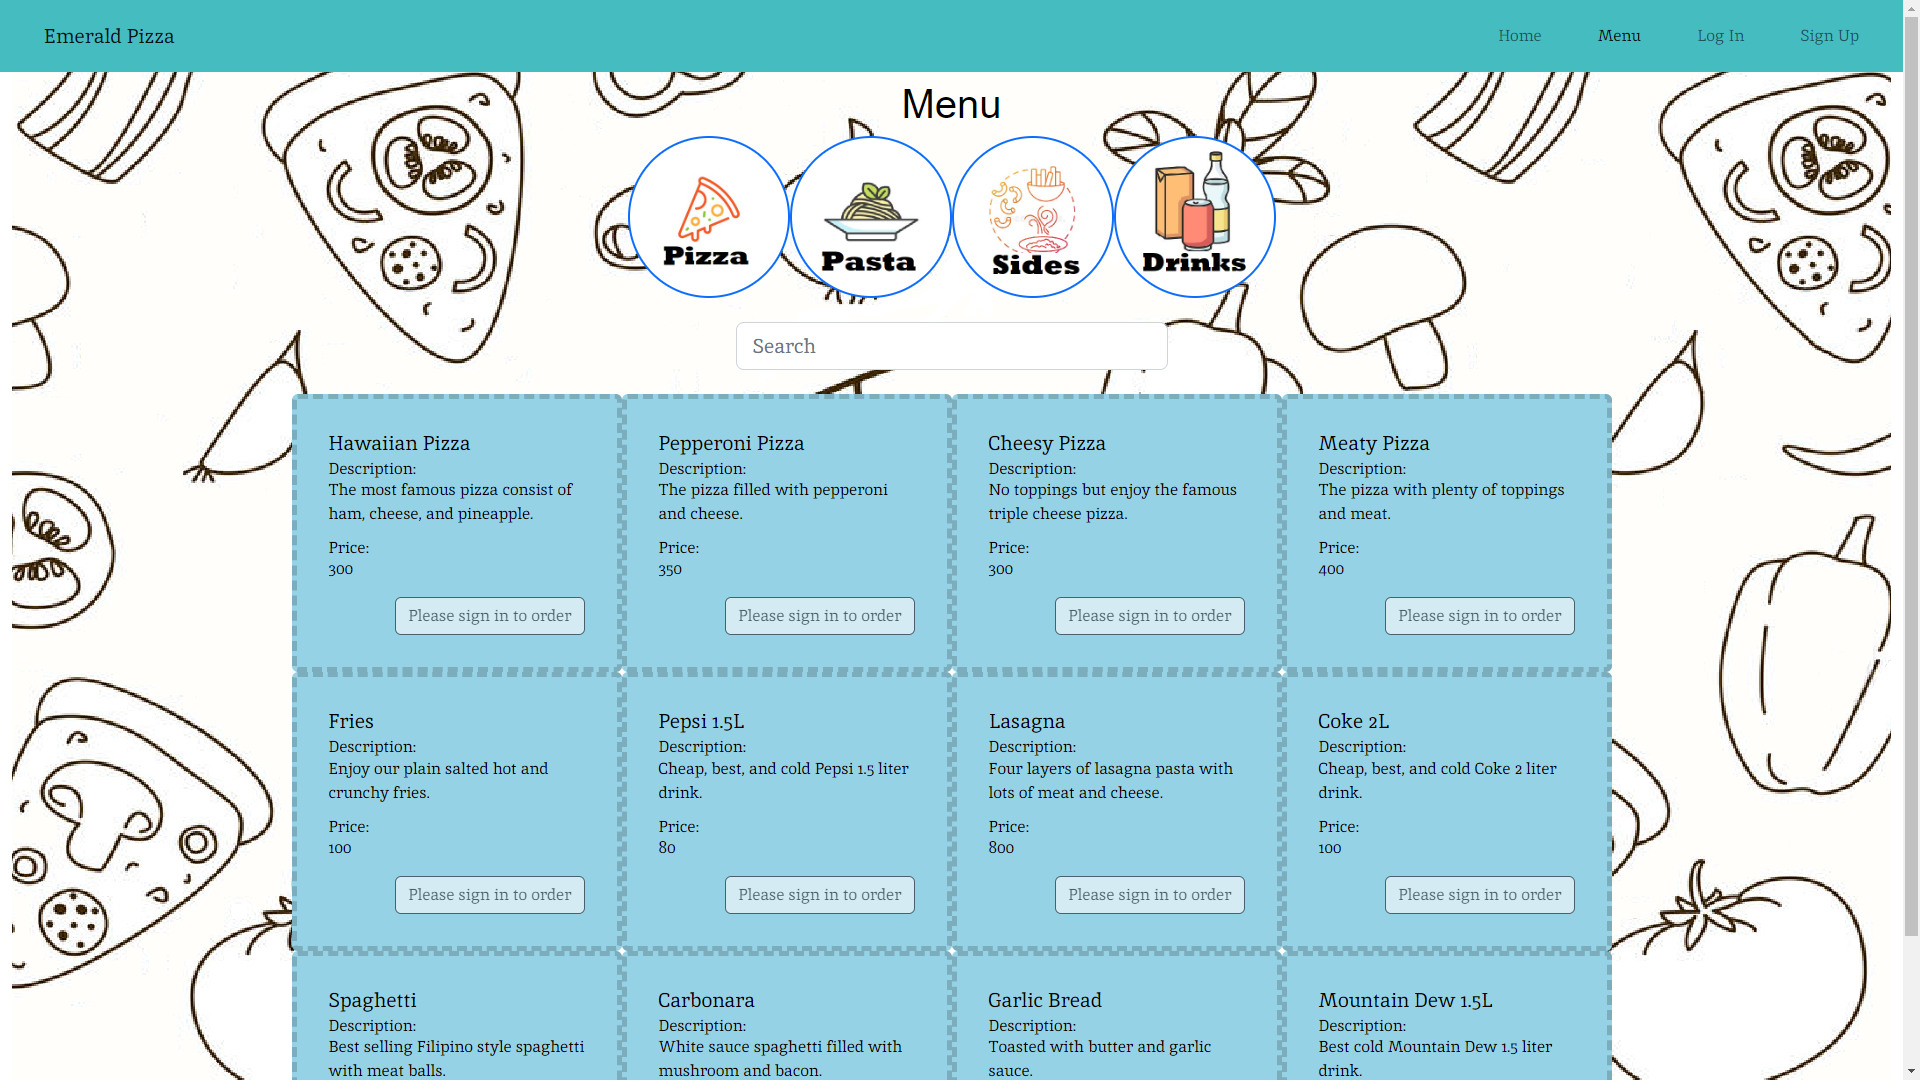 Emerald Pizza
Home
Menu
Log In
Sign Up
Menu
Pizza
Pasta
Sides
Drinks
Search
Hawaiian Pizza
Description:
The most famous pizza consist of
ham, cheese, and pineapple.
Price:
300
Please sign in to order
Pepperoni Pizza
Description:
The pizza filled with pepperoni
and cheese.
Price:
350
Please sign in to order
Cheesy Pizza
Description:
No toppings but enjoy the famous
triple cheese pizza.
Price:
300
Please sign in to order
Meaty Pizza
Description:
The pizza with plenty of toppings
and meat.
Price:
400
Please sign in to order
Fries
Description:
Enjoy our plain salted hot and
crunchy fries.
Price:
100
Please sign in to order
Pepsi 1.5L
Description:
Cheap, best, and cold Pepsi 1.5 liter
drink.
Price:
80
Please sign in to order
Lasagna
Description:
Four layers of lasagna pasta with
lots of meat and cheese.
Price:
800
Please sign in to order
Coke 2L
Description:
Cheap, best, and cold Coke 2 liter
drink.
Price:
100
Please sign in to order
Spaghetti
Description:
Best selling Filipino style spaghetti
with meat balls.
Carbonara
Description:
White sauce spaghetti filled with
mushroom and bacon.
Garlic Bread
Description:
Toasted with butter and garlic
sauce.
Mountain Dew 1.5L
Description:
Best cold Mountain Dew 1.5 liter
drink.